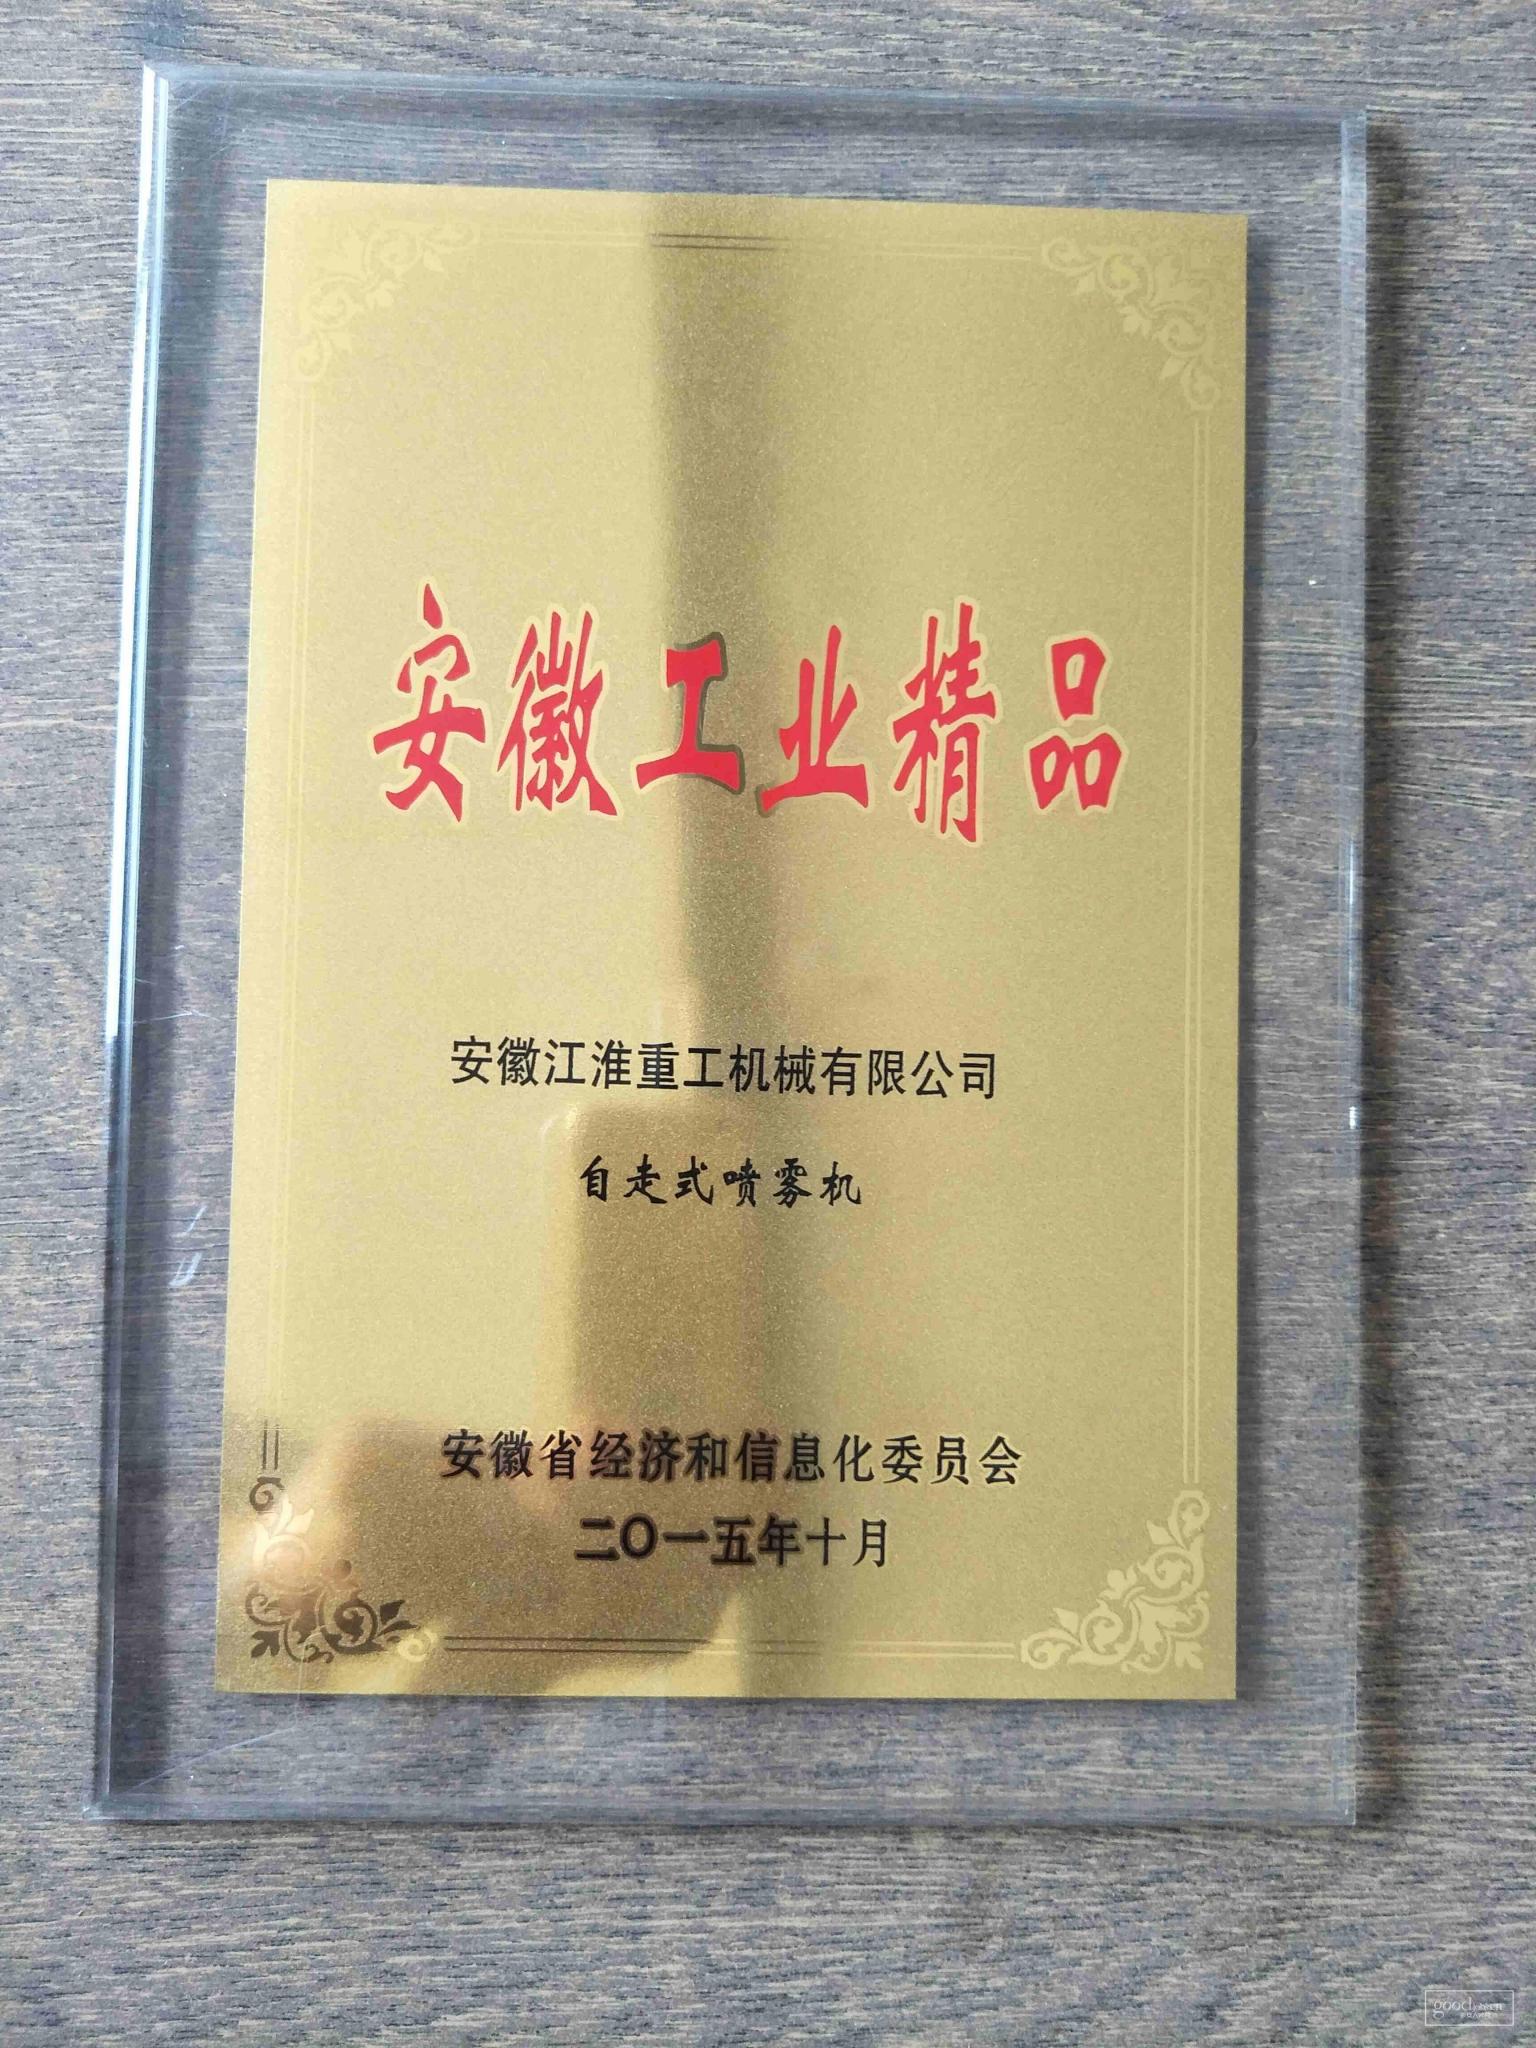 安徽工业精品
安徽江淮重工机械有限公司
自走式喷雾机
安徽省经济和信息化委员会
二〇一五年十月